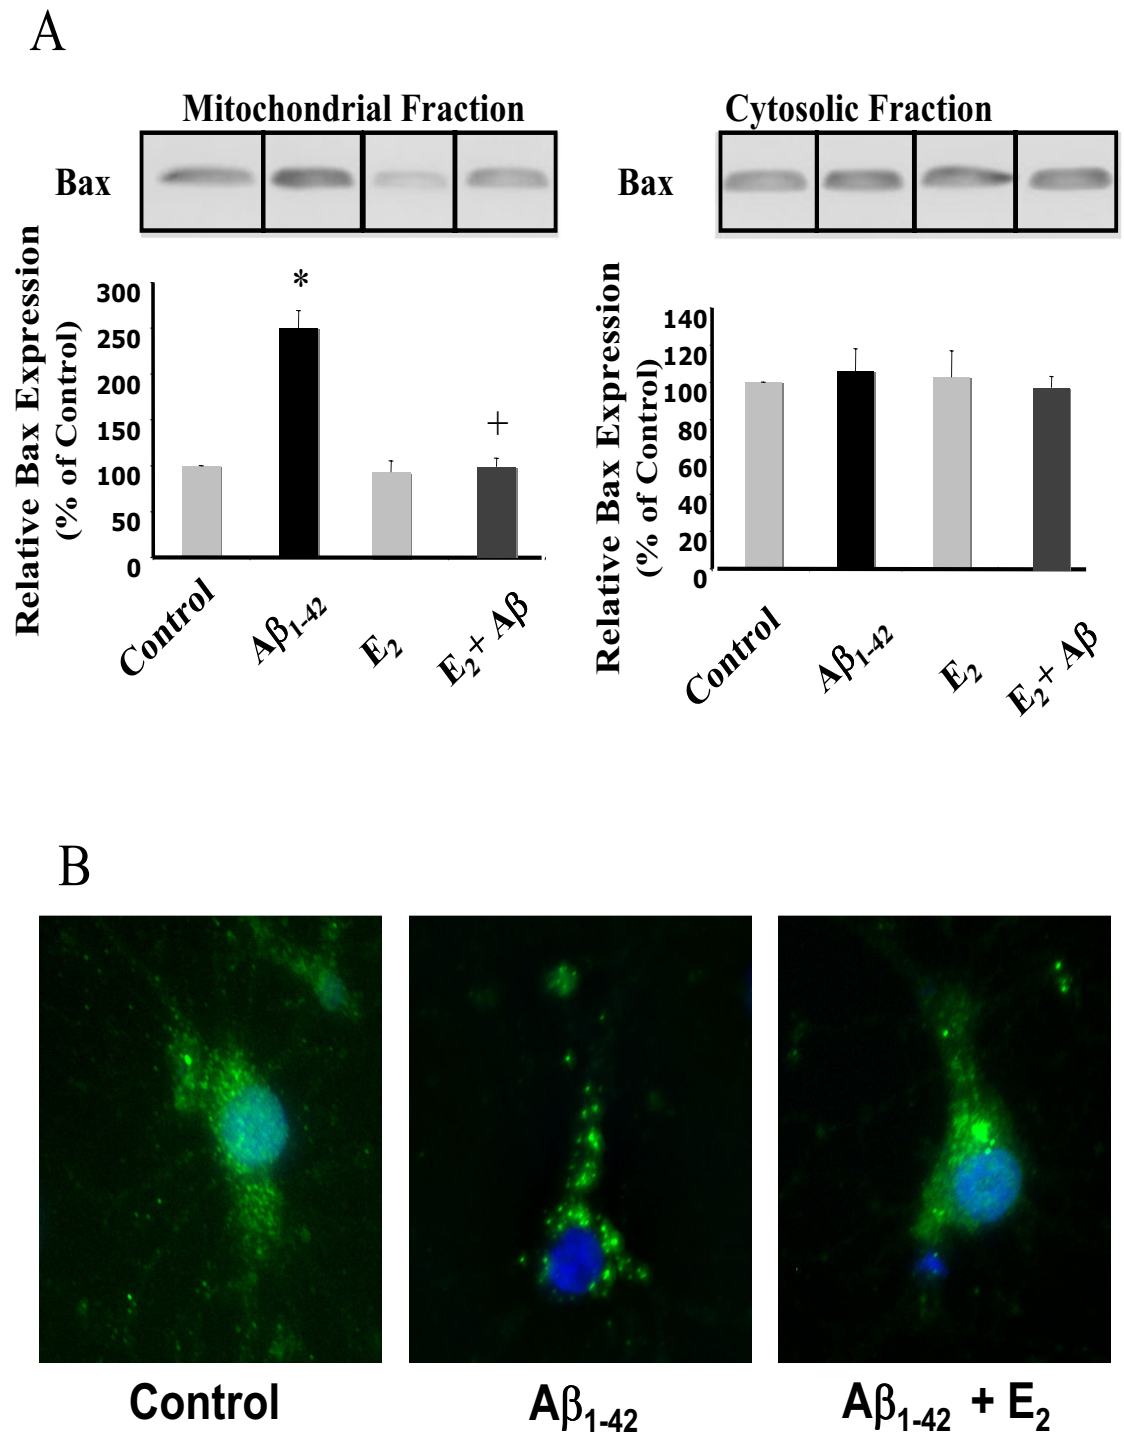 A
Mitochondrial Fraction
Cytosolic Fraction
Bax
Bax
Relative Bax Expression
(% of Control)
300
250
200
150
100
50
0
*
+
Control
Aβ1-42
E2
E2+ Aβ
Relative Bax Expression
(% of Control)
140
120
100
80
60
40
20
0
Control
Aβ1-42
E2
E2+ Aβ
B
Control
Aβ1-42
Aβ1-42 + E2